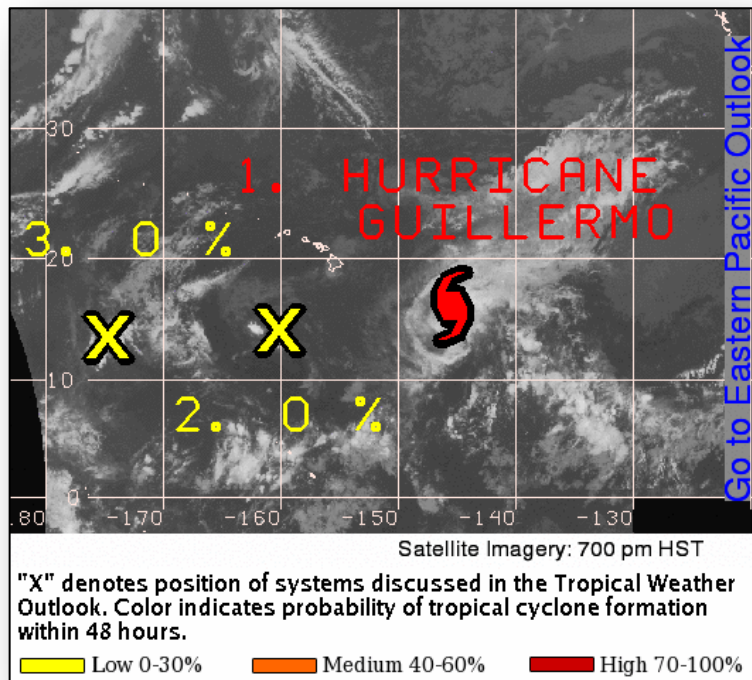 Go to Eastern Pacific Outlook
30
1. HURRICANE
GUILLERMO
3. 0 %
20
10
2. 0 %
0
.80 -170 -160 -150 -140 -130
Satellite Imagery: 700 pm HST
"X" denotes position of systems discussed in the Tropical Weather
Outlook. Color indicates probability of tropical cyclone formation
within 48 hours.
Low 0-30% Medium 40-60% High 70-100%